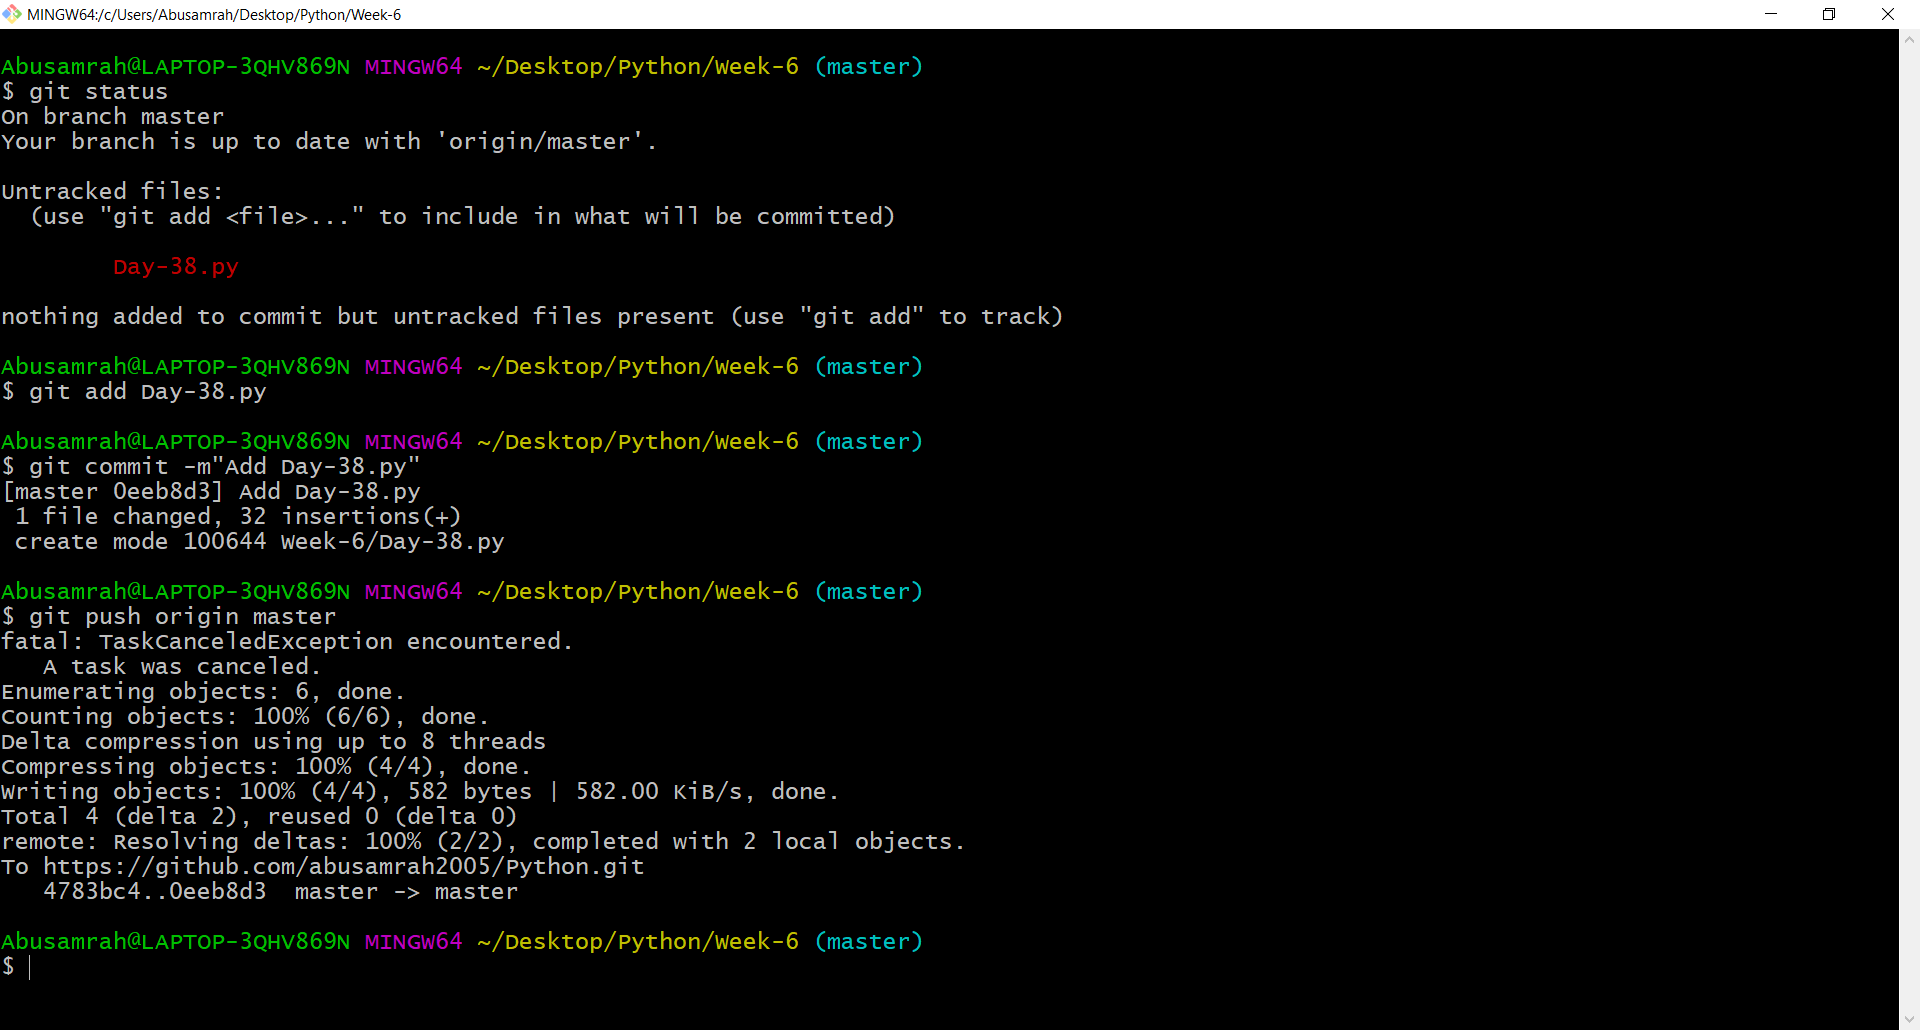 MINGW64:/c/Users/Abusamrah/Desktop/Python/Week-6
Abusamrah@LAPTOP-3QHV869N MINGW64 ~/Desktop/Python/Week-6 (master)
$ git status
On branch master
Your branch is up to date with 'origin/master'.
Untracked files:
  (use "git add <file>..." to include in what will be committed)
        Day-38.py
nothing added to commit but untracked files present (use "git add" to track)
Abusamrah@LAPTOP-3QHV869N MINGW64 ~/Desktop/Python/Week-6 (master)
$ git add Day-38.py
Abusamrah@LAPTOP-3QHV869N MINGW64 ~/Desktop/Python/Week-6 (master)
$ git commit -m"Add Day-38.py"
[master 0eeb8d3] Add Day-38.py
 1 file changed, 32 insertions(+)
 create mode 100644 Week-6/Day-38.py
Abusamrah@LAPTOP-3QHV869N MINGW64 ~/Desktop/Python/Week-6 (master)
$ git push origin master
fatal: TaskCanceledException encountered.
   A task was canceled.
Enumerating objects: 6, done.
Counting objects: 100% (6/6), done.
Delta compression using up to 8 threads
Compressing objects: 100% (4/4), done.
Writing objects: 100% (4/4), 582 bytes | 582.00 KiB/s, done.
Total 4 (delta 2), reused 0 (delta 0)
remote: Resolving deltas: 100% (2/2), completed with 2 local objects.
To https://github.com/abusamrah2005/Python.git
   4783bc4..0eeb8d3  master -> master
Abusamrah@LAPTOP-3QHV869N MINGW64 ~/Desktop/Python/Week-6 (master)
$